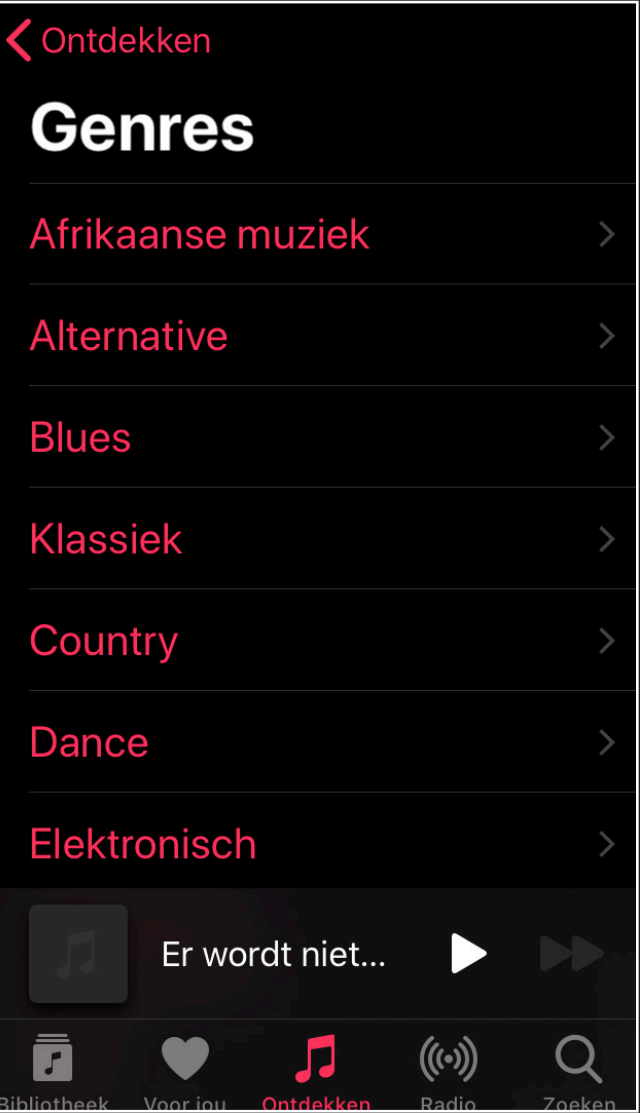 Ontdekken
Genres
Afrikaanse muziek
Alternative
Blues
Klassiek
Country
Dance
Elektronisch
Er wordt niet...
Bibliotheek Voor jou Ontdekken Radio Zoeken